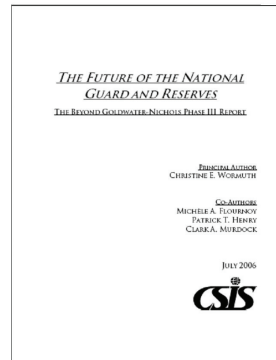 THE FUTURE OF THE NATIONAL
GUARD AND RESERVES
THE BEYOND GOLDWATER-NICHOLS PHASE III REPORT
PRINCIPAL AUTHOR
CHRISTINE E. WORMUTH
CO-AUTHORS
MICHÈLE A. FLOURNOY
PATRICK T. HENRY
CLARK A. MURDOCK
JULY 2006
CSIS